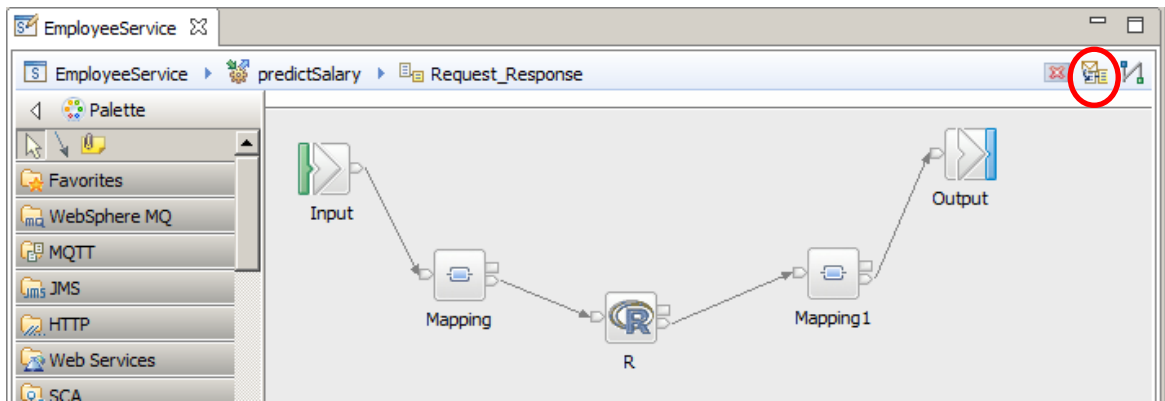 EmployeeService
EmployeeService predictSalary Request_Response
Palette
Favorites
WebSphere MQ
MQTT
JMS
HTTP
Web Services
SCA
Input
Mapping
R
Mapping1
Output